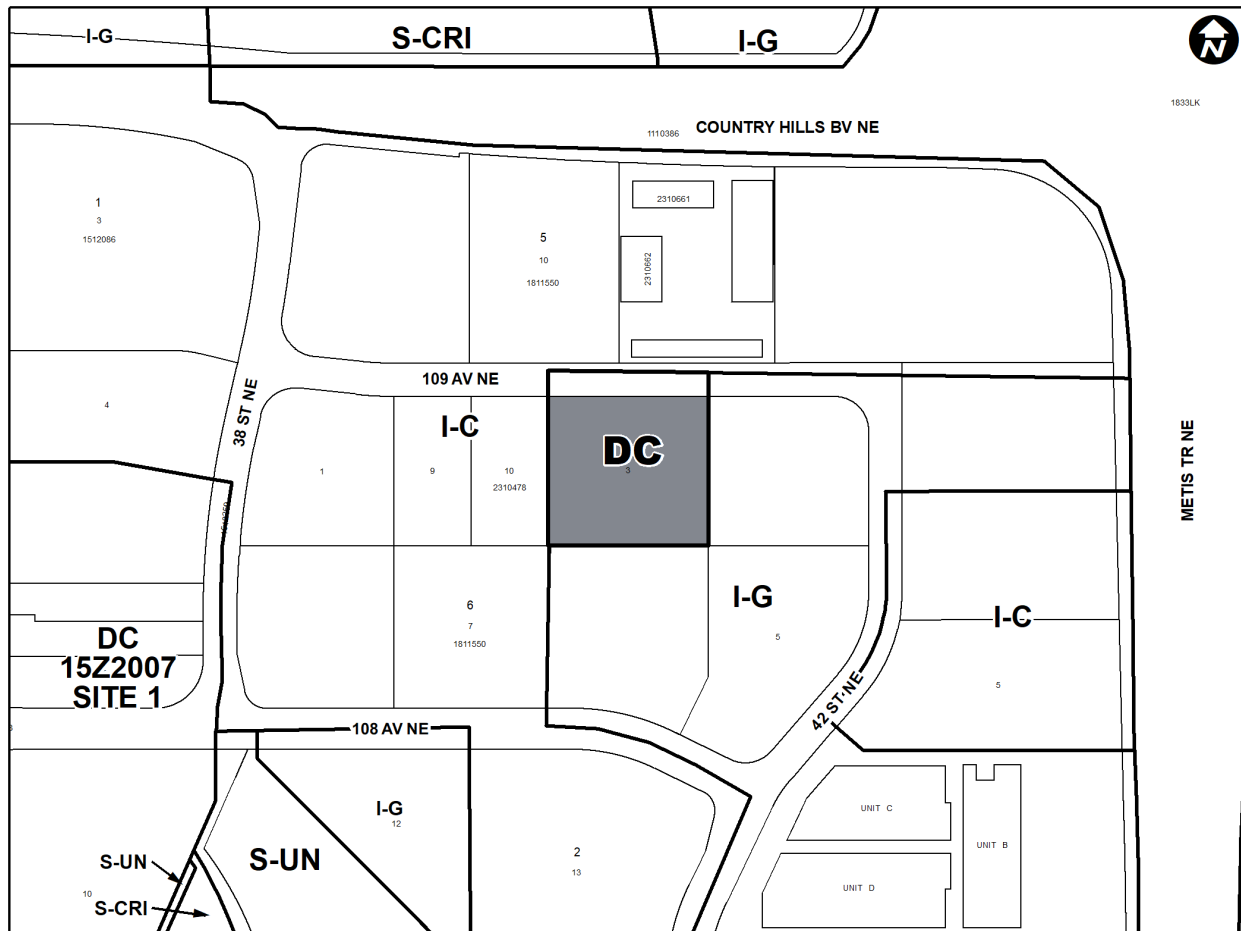 I-G
S-CRI
I-G
N
1833LK
1110386
COUNTRY HILLS BV NE
1
3
1512086
2310661
5
10
1811550
2310662
109 AV NE
4
38 ST NE
I-C
DC
3
1
9
10
2310478
METIS TR NE
6
7
1811550
I-G
5
I-C
5
DC
15Z2007
SITE 1
42 ST NE
108 AV NE
I-G
12
S-UN
2
13
UNIT C
UNIT B
UNIT D
S-UN
10
S-CRI